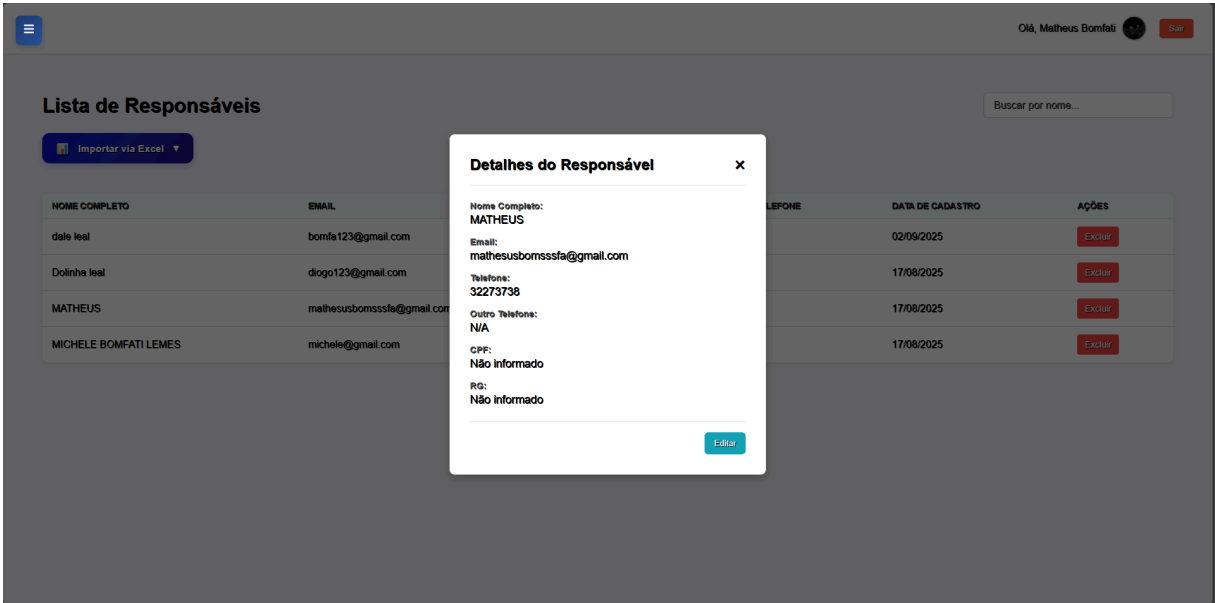 Olá, Matheus Bomfati
Sair
Lista de Responsáveis
Buscar por nome...
Importar via Excel ▼
NOME COMPLETO EMAIL LEFONE DATA DE CADASTRO AÇÕES
dale leal bomfa123@gmail.com 02/09/2025 Excluir
Dolinha leal diogo123@gmail.com 17/08/2025 Excluir
MATHEUS mathesusbomsssfa@gmail.com 17/08/2025 Excluir
MICHELE BOMFATI LEMES michele@gmail.com 17/08/2025 Excluir
Detalhes do Responsável ×
Nome Completo:
MATHEUS
Email:
mathesusbomsssfa@gmail.com
Telefone:
32273738
Outro Telefone:
N/A
CPF:
Não informado
RG:
Não informado
Editar